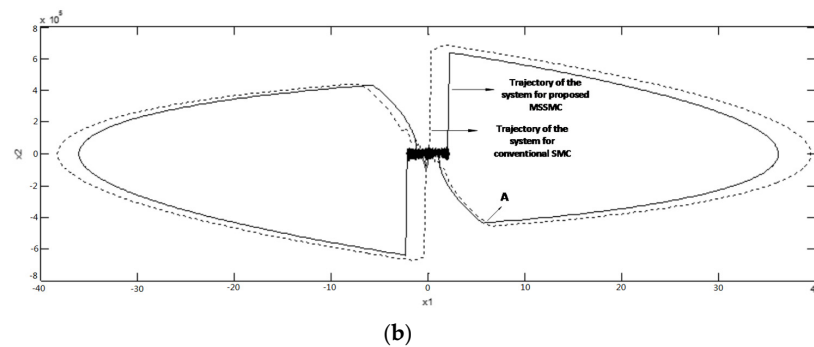 x 10^5
8
6
4
2
0
-2
-4
-6
-8
x2
Trajectory of the
system for proposed
MSSMC
Trajectory of the
system for
conventional SMC
A
-40
-30
-20
-10
0
10
20
30
40
x1
(b)